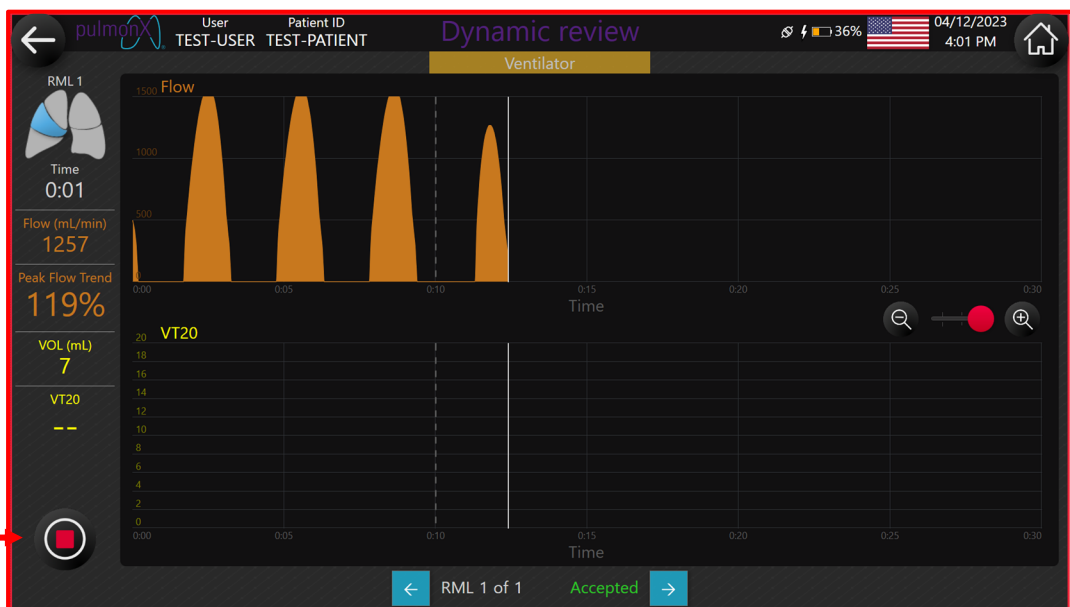 pulmonx
User
TEST-USER
Patient ID
TEST-PATIENT
Dynamic review
36%
04/12/2023
4:01 PM
Ventilator
RML 1
Time
0:01
Flow (mL/min)
1257
Peak Flow Trend
119%
VOL (mL)
7
VT20
--
Flow
1500
1000
500
0
0:00 0:05 0:10 0:15 0:20 0:25 0:30
Time
VT20
20
18
16
14
12
10
8
6
4
2
0
0:00 0:05 0:10 0:15 0:20 0:25 0:30
Time
RML 1 of 1 Accepted